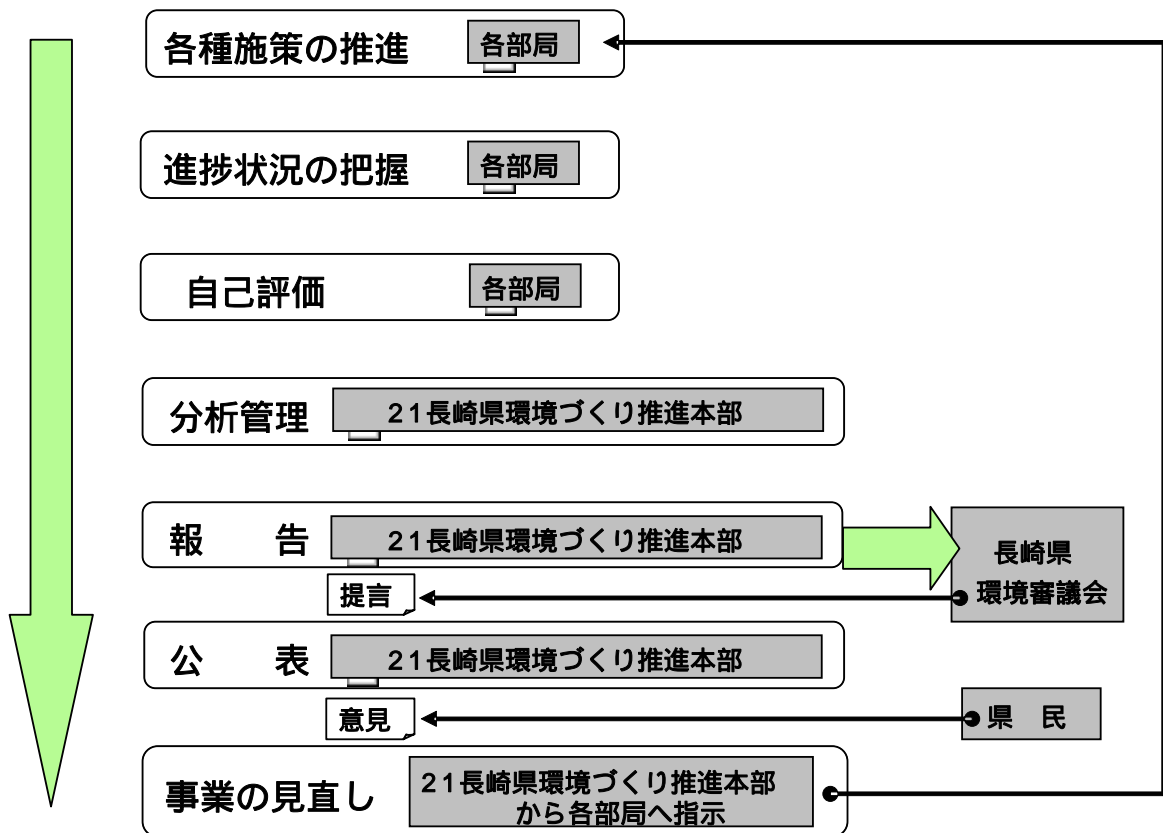 各種施策の推進 各部局
進捗状況の把握 各部局
自己評価 各部局
分析管理 21長崎県環境づくり推進本部
報　　告 21長崎県環境づくり推進本部
長崎県
環境審議会
提言
公　　表 21長崎県環境づくり推進本部
意見
県　民
事業の見直し 21長崎県環境づくり推進本部
から各部局へ指示